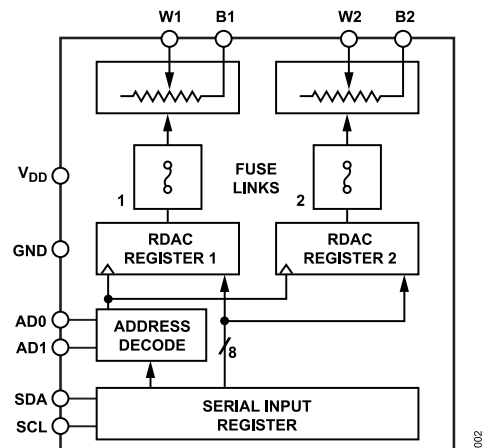 W1 B1 W2 B2
V_DD
1
FUSE
LINKS
2
GND
RDAC
REGISTER 1
RDAC
REGISTER 2
AD0
AD1
ADDRESS
DECODE
8
SDA
SCL
SERIAL INPUT
REGISTER
002